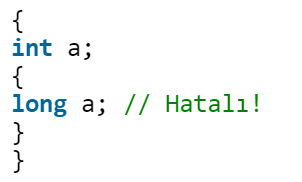 {
int a;
{
long a; // Hatalı!
}
}